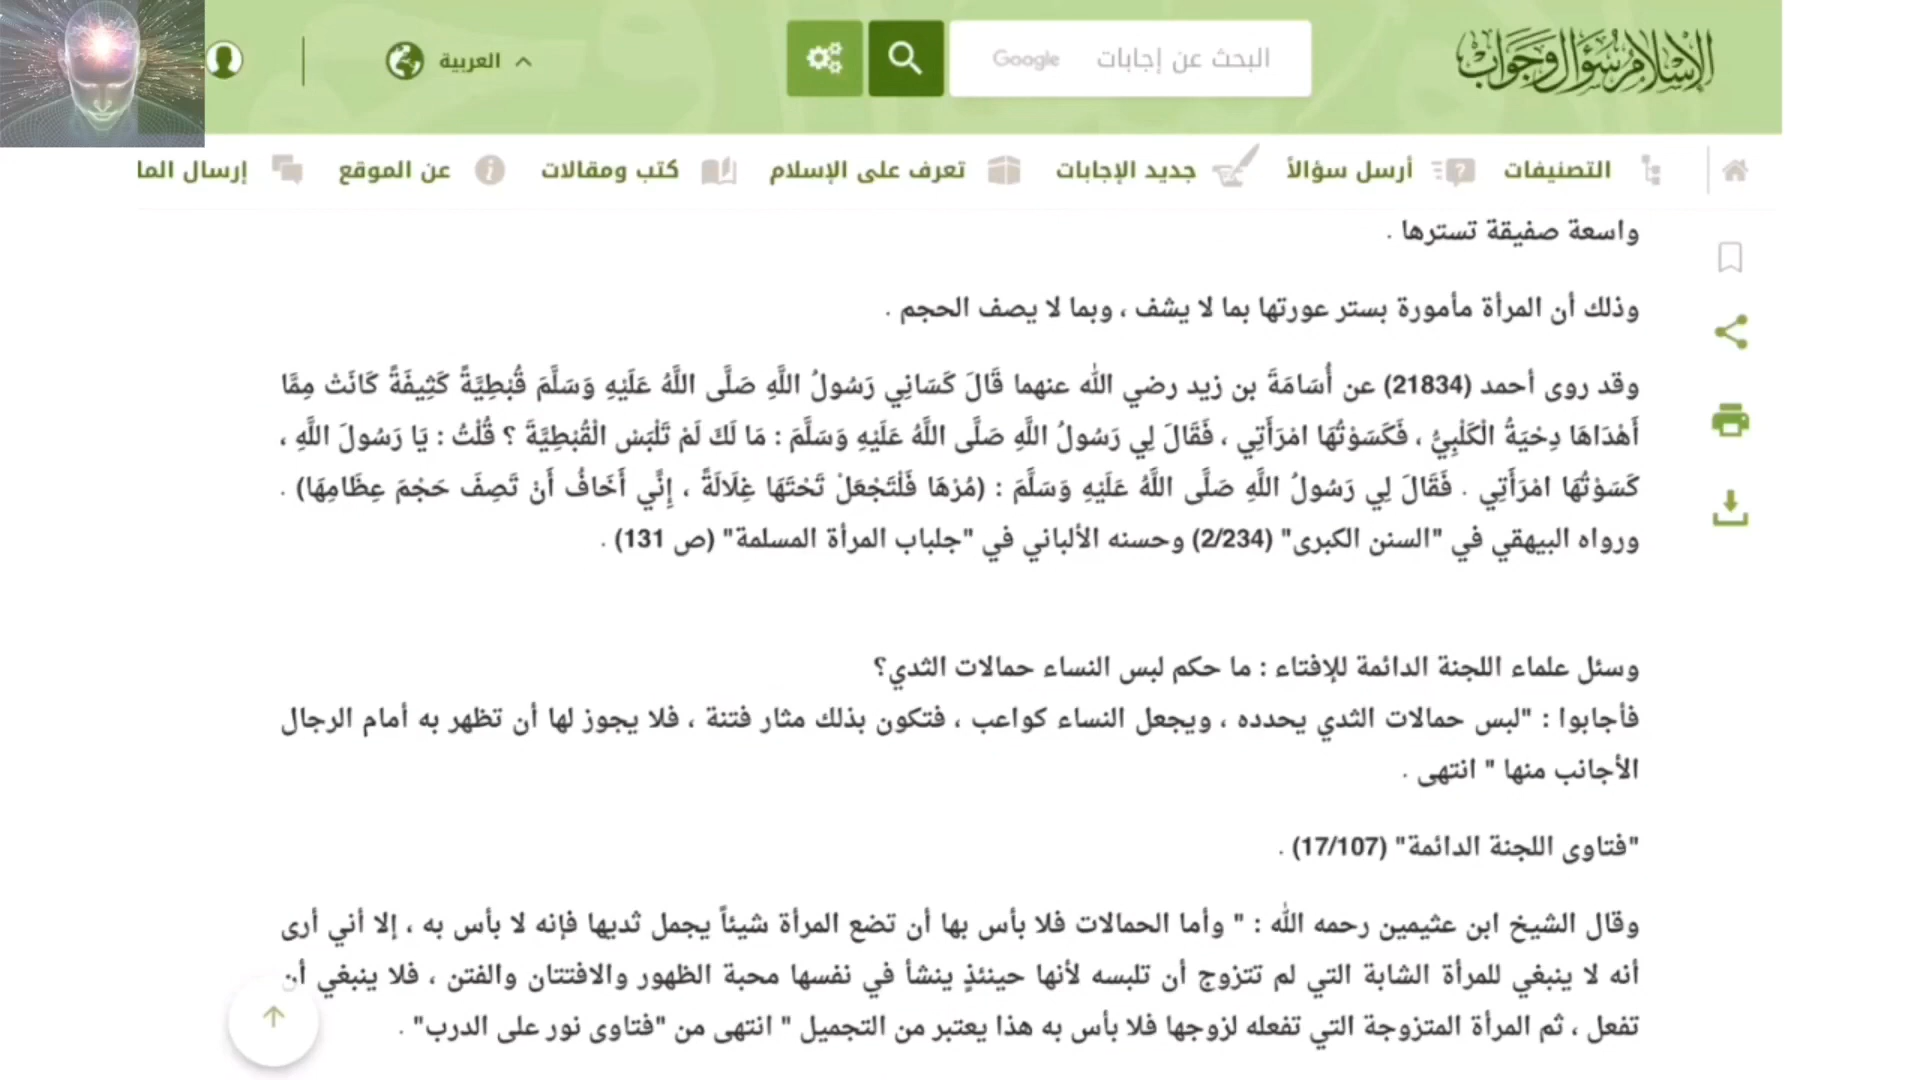 الإسلام سؤال وجواب
البحث عن إجابات Google
العربية
التصنيفات
أرسل سؤالاً
جديد الإجابات
تعرف على الإسلام
كتب ومقالات
عن الموقع
إرسال الما
واسعة صفيقة تسترها .
وذلك أن المرأة مأمورة بستر عورتها بما لا يشف ، وبما لا يصف الحجم .
وقد روى أحمد (21834) عن أُسَامَةَ بن زيد رضي الله عنهما قَالَ كَسَانِي رَسُولُ اللَّهِ صَلَّى اللَّهُ عَلَيْهِ وَسَلَّمَ قُبْطِيَّةً كَثِيفَةً كَانَتْ مِمَّا
أَهْدَاهَا دِحْيَةُ الْكَلْبِيُّ ، فَكَسَوْتُهَا امْرَأَتِي ، فَقَالَ لِي رَسُولُ اللَّهِ صَلَّى اللَّهُ عَلَيْهِ وَسَلَّمَ : مَا لَكَ لَمْ تَلْبَسْ الْقُبْطِيَّةَ ؟ قُلْتُ : يَا رَسُولَ اللَّهِ ،
كَسَوْتُهَا امْرَأَتِي . فَقَالَ لِي رَسُولُ اللَّهِ صَلَّى اللَّهُ عَلَيْهِ وَسَلَّمَ : (مُرْهَا فَلْتَجْعَلْ تَحْتَهَا غِلَالَةً ، إِنَّي أَخَافُ أَنْ تَصِفَ حَجْمَ عِظَامِهَا) .
ورواه البيهقي في "السنن الكبرى" (2/234) وحسنه الألباني في "جلباب المرأة المسلمة" (ص 131) .
وسئل علماء اللجنة الدائمة للإفتاء : ما حكم لبس النساء حمالات الثدي؟
فأجابوا : "لبس حمالات الثدي يحدده ، ويجعل النساء كواعب ، فتكون بذلك مثار فتنة ، فلا يجوز لها أن تظهر به أمام الرجال
الأجانب منها " انتهى .
"فتاوى اللجنة الدائمة" (17/107) .
وقال الشيخ ابن عثيمين رحمه الله : " وأما الحمالات فلا بأس بها أن تضع المرأة شيئاً يجمل ثديها فإنه لا بأس به ، إلا أني أرى
أنه لا ينبغي للمرأة الشابة التي لم تتزوج أن تلبسه لأنها حينئذٍ ينشأ في نفسها محبة الظهور والافتتان والفتن ، فلا ينبغي أن
تفعل ، ثم المرأة المتزوجة التي تفعله لزوجها فلا بأس به هذا يعتبر من التجميل " انتهى من "فتاوى نور على الدرب" .